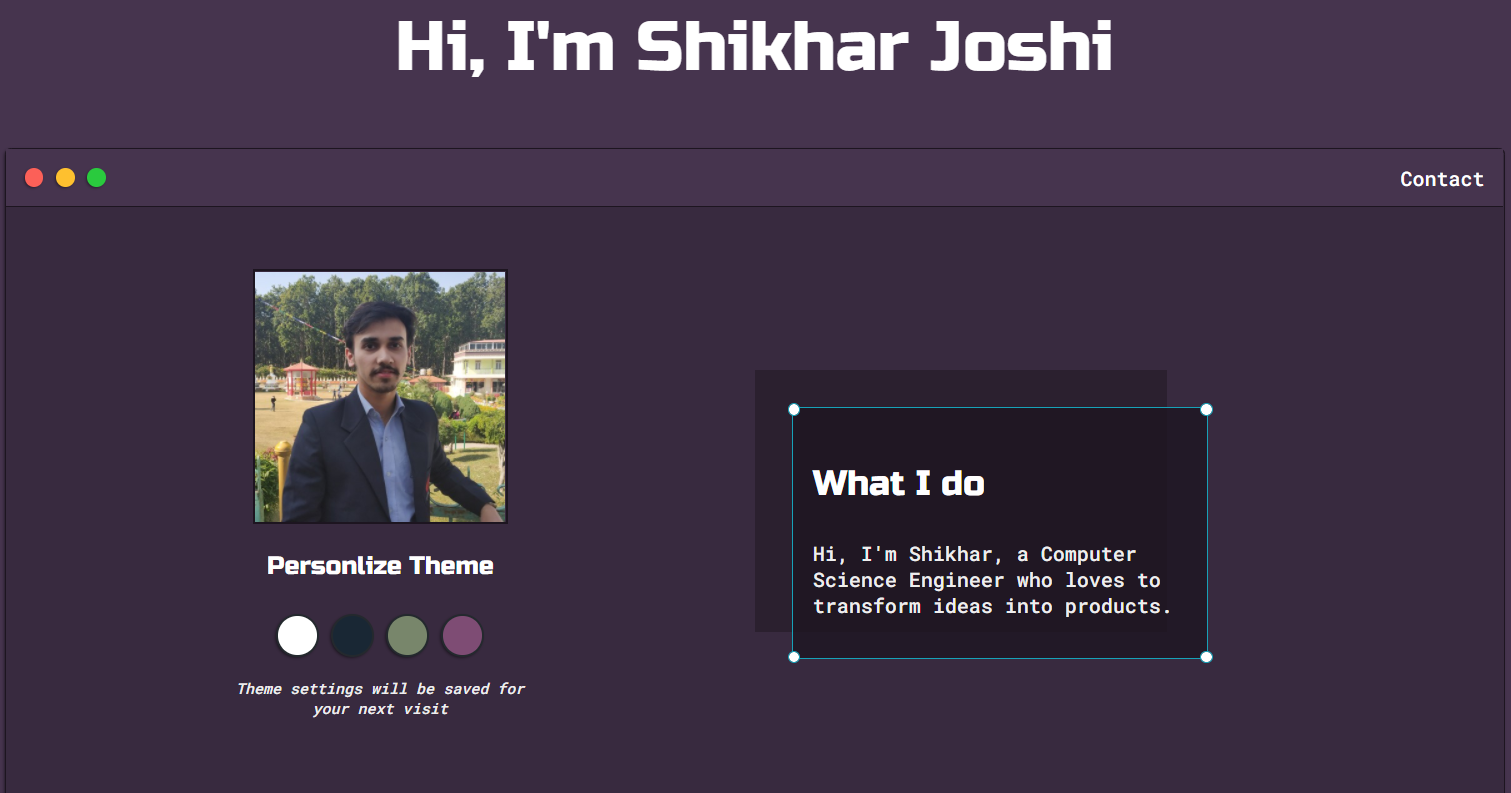 Hi, I'm Shikhar Joshi
Contact
Personlize Theme
Theme settings will be saved for
your next visit
What I do
Hi, I'm Shikhar, a Computer
Science Engineer who loves to
transform ideas into products.